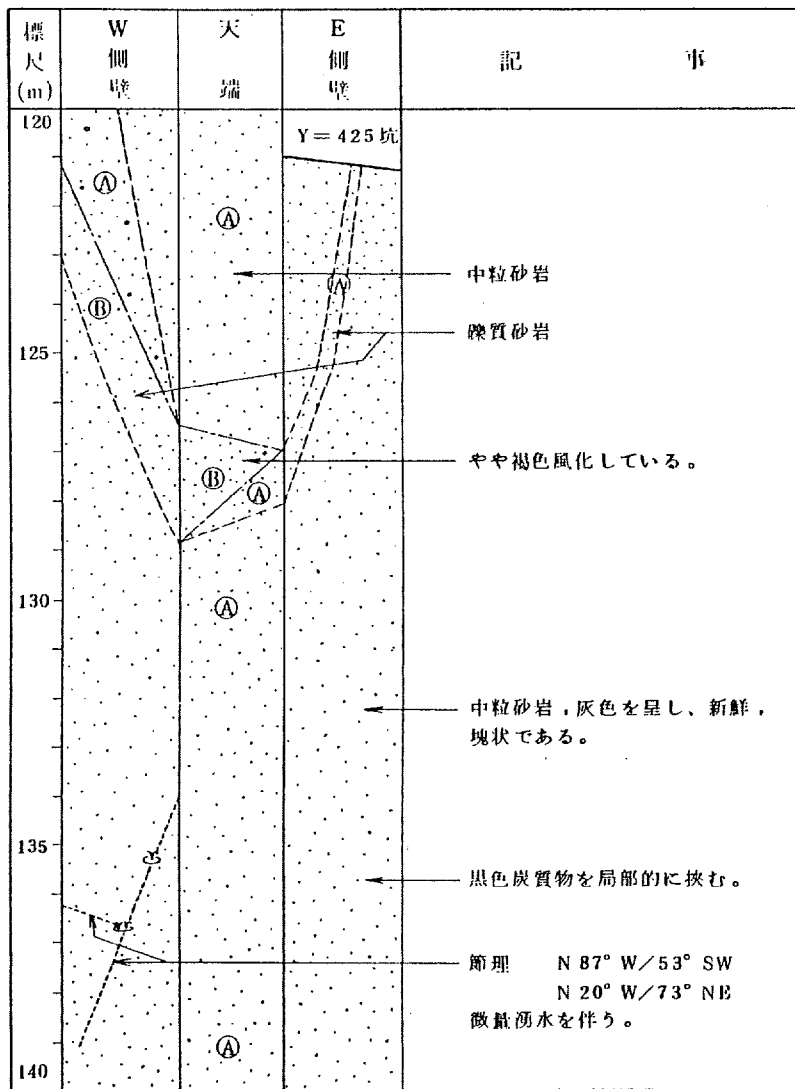 標尺(m)
W側壁
天端
E側壁
記事
120
Y=425坑
Ⓐ
Ⓐ
中粒砂岩
Ⓐ
Ⓑ
礫質砂岩
125
やや褐色風化している。
Ⓑ
Ⓐ
130
Ⓐ
中粒砂岩,灰色を呈し、新鮮,
塊状である。
135
黒色炭質物を局部的に挟む。
節理 N 87° W/53° SW
N 20° W/73° NE
微量湧水を伴う。
Ⓐ
140